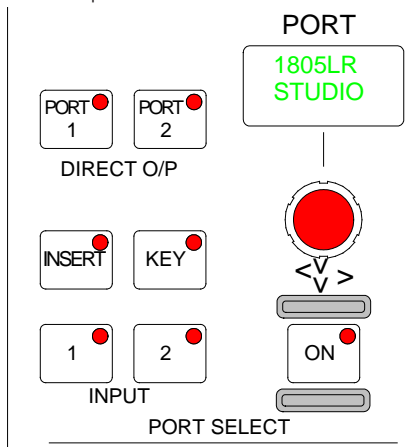 PORT
1805LR
STUDIO
PORT
1
PORT
2
DIRECT O/P
INSERT
KEY
< >
1
2
ON
INPUT
PORT SELECT